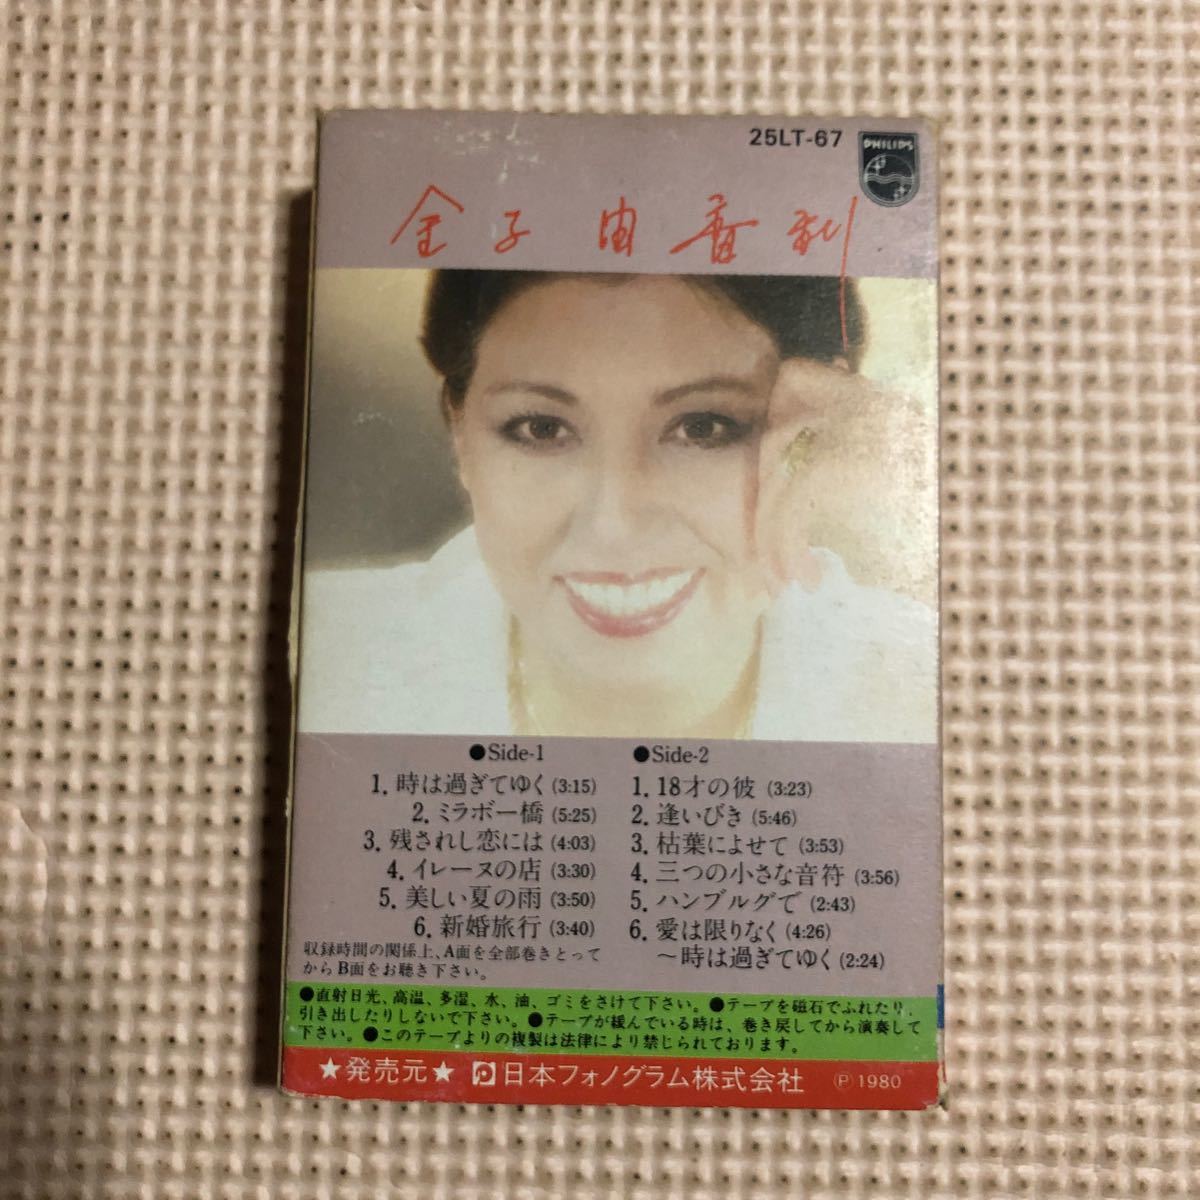 25LT-67
PHILIPS
金子由香利
●Side-1
1. 時は過ぎてゆく (3:15)
2. ミラボー橋 (5:25)
3. 残されし恋には (4:03)
4. イレーヌの店 (3:30)
5. 美しい夏の雨 (3:50)
6. 新婚旅行 (3:40)
収録時間の関係上、A面を全部巻きとって
からB面をお聴き下さい。
●Side-2
1. 18才の彼 (3:23)
2. 逢いびき (5:46)
3. 枯葉によせて (3:53)
4. 三つの小さな音符 (3:56)
5. ハンブルグで (2:43)
6. 愛は限りなく (4:26)
～時は過ぎてゆく (2:24)
●直射日光、高温、多湿、水、油、ゴミをさけて下さい。●テープを磁石でふれたり、
引き出したりしないで下さい。●テープが緩んでいる時は、巻き戻してから演奏して
下さい。●このテープよりの複製は法律により禁じられております。
★発売元★ 日本フォノグラム株式会社 Ⓟ 1980